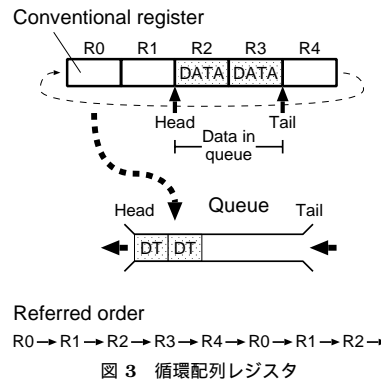 Conventional register
R0 R1 R2 R3 R4
DATA DATA
Head Tail
Data in
queue
Head Queue Tail
DT DT
Referred order
R0→R1→R2→R3→R4→R0→R1→R2→
図 3 循環配列レジスタ